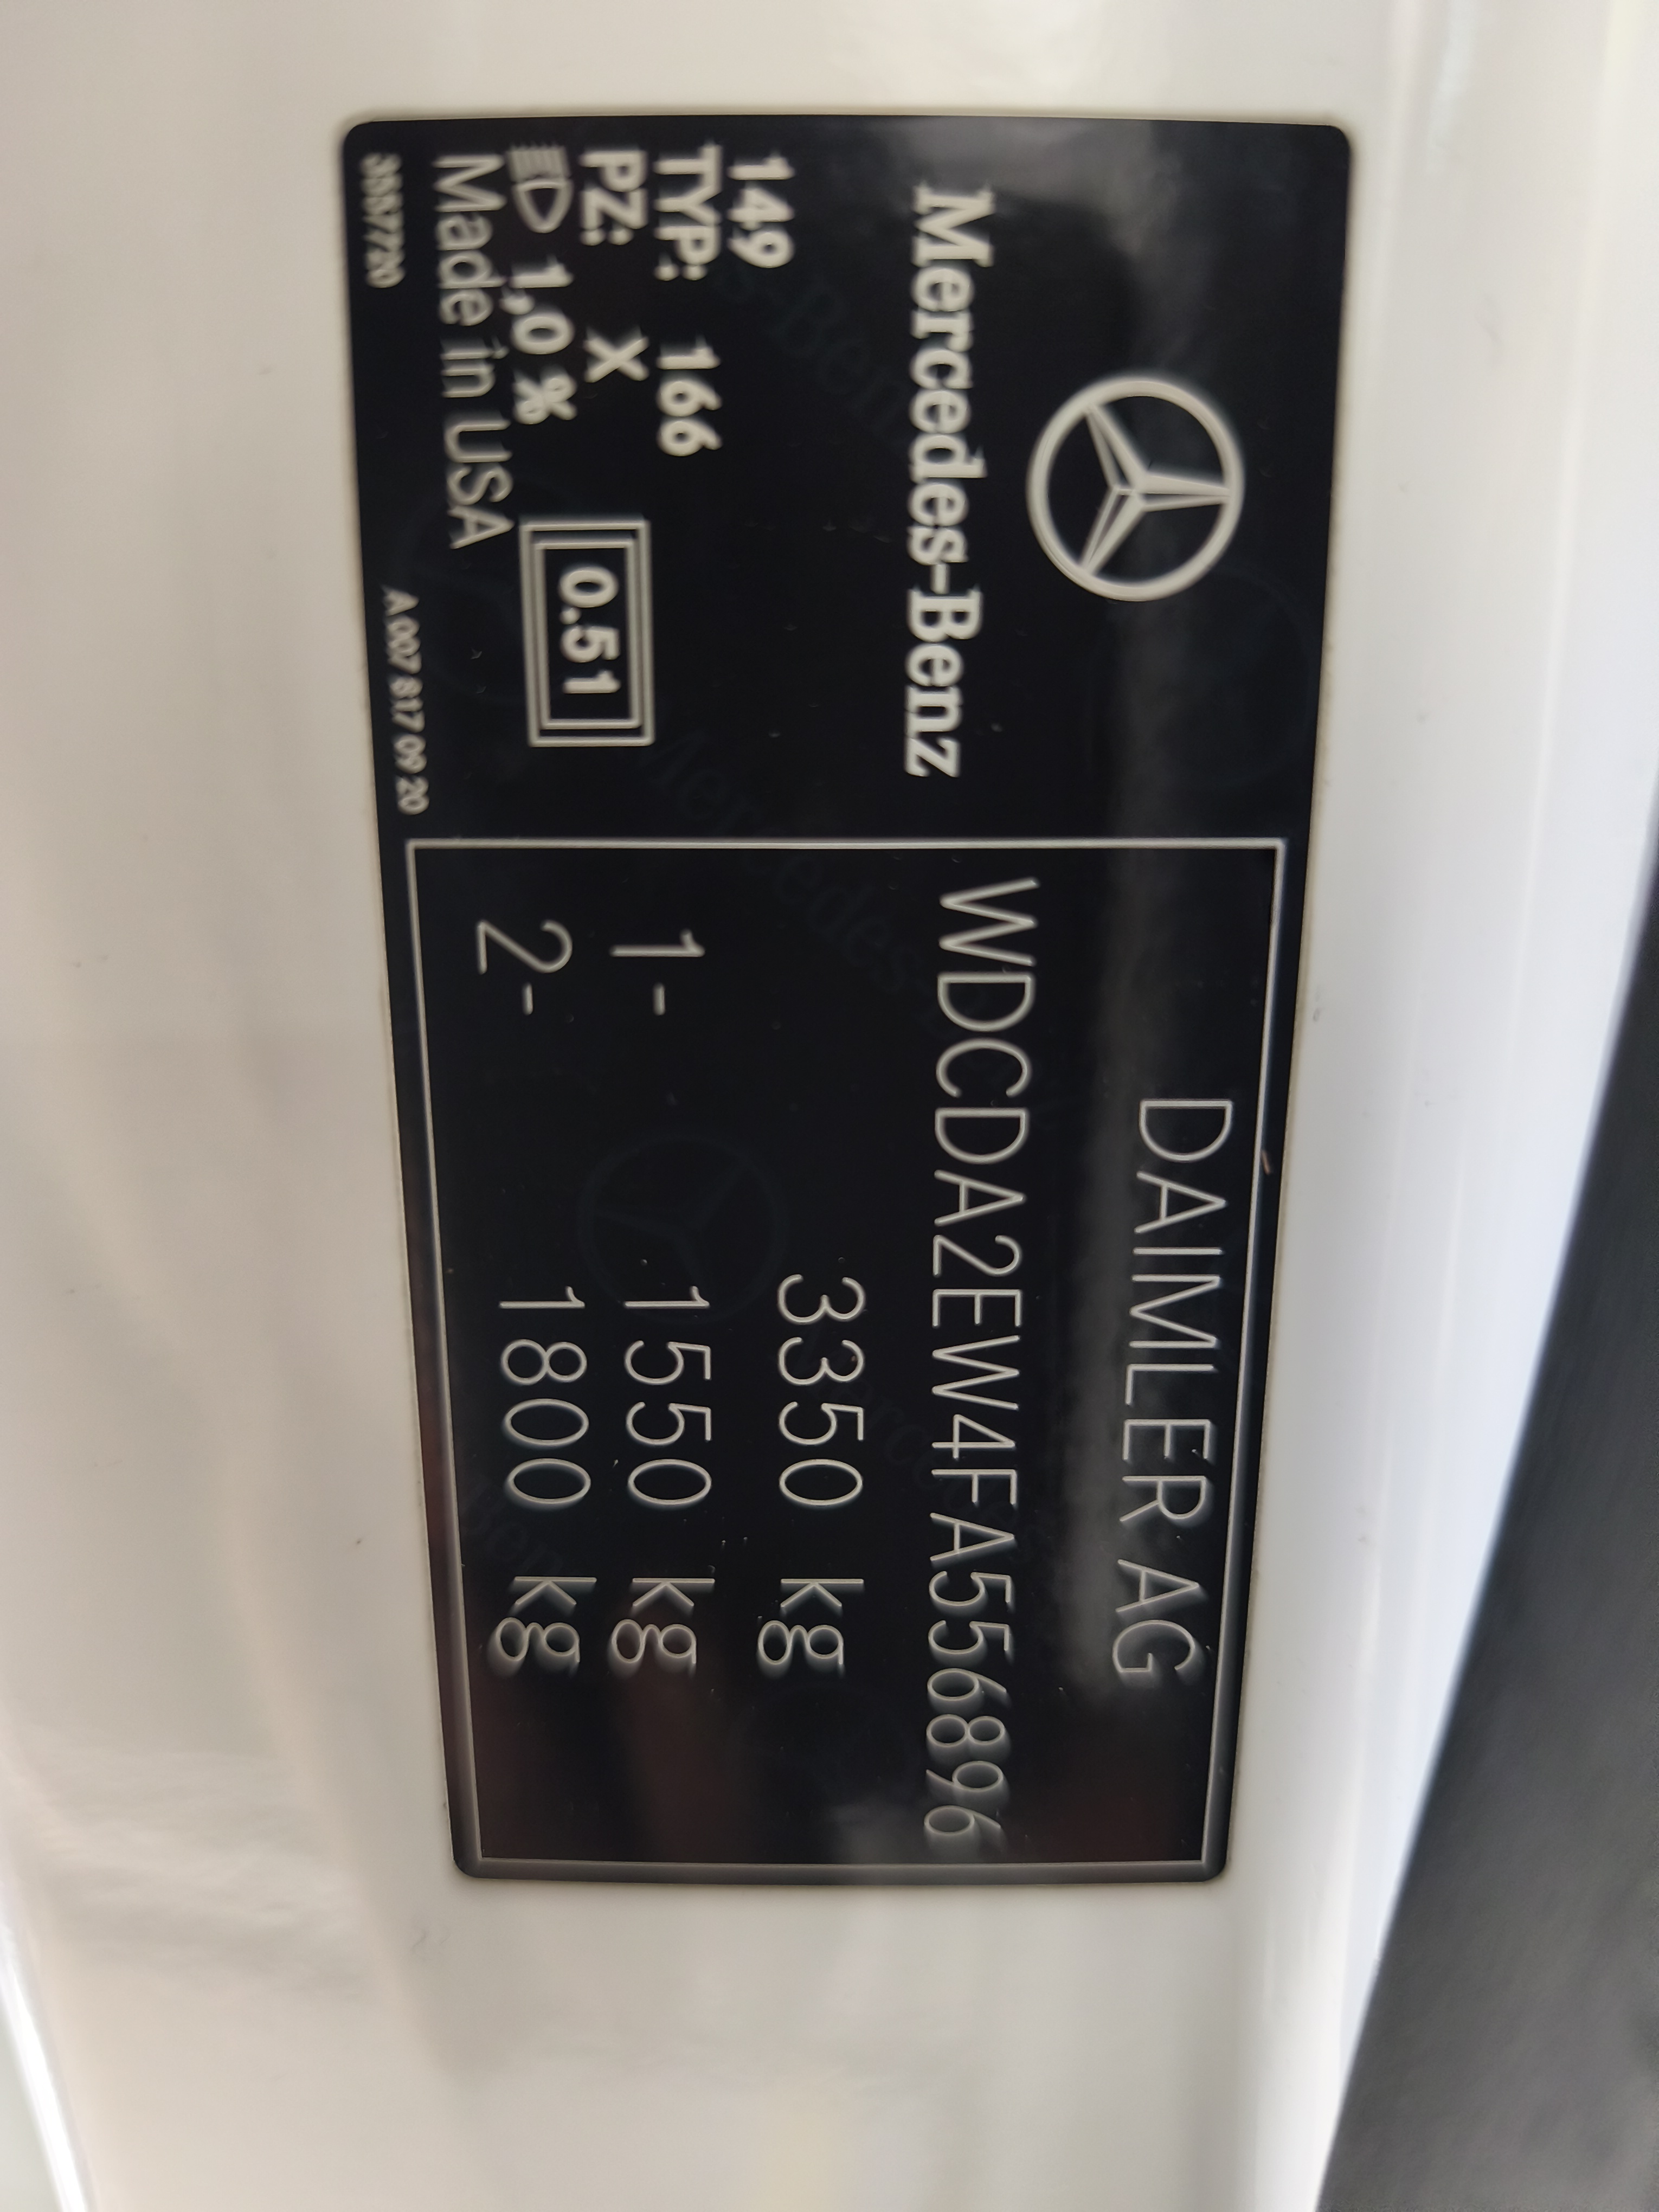 Mercedes-Benz
149
TYP: 166
PZ: X
1,0 %
0.51
Made in USA
3557720
A 007 817 09 20
DAIMLER AG
WDCDA2EW4FA556896
3350 kg
1- 1550 kg
2- 1800 kg